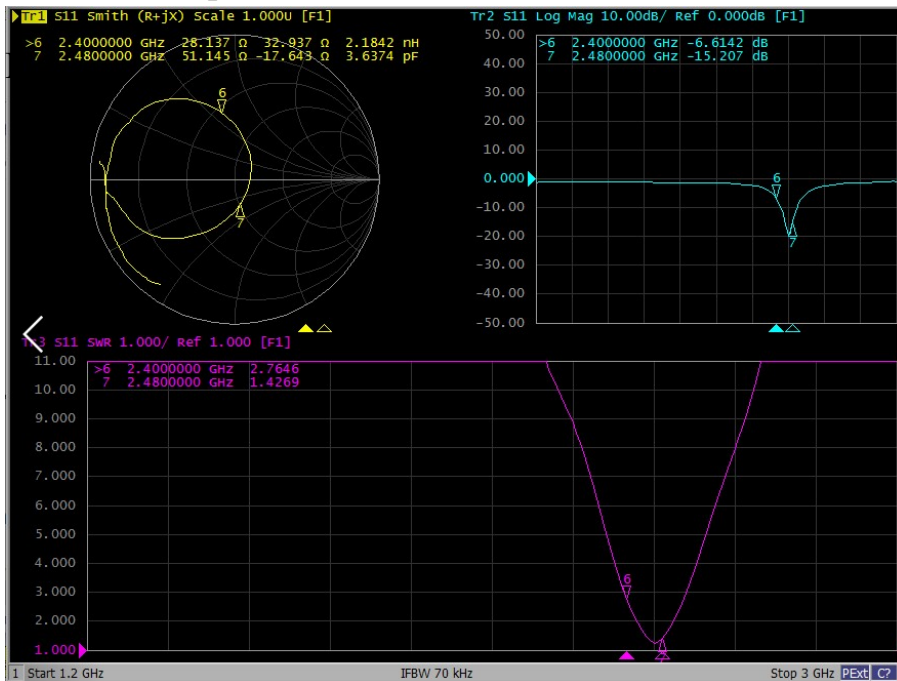 Tr1 S11 Smith (R+jX) Scale 1.000U [F1]
>6 2.4000000 GHz 28.137 Ω 32.937 Ω 2.1842 nH
7 2.4800000 GHz 51.145 Ω -17.643 Ω 3.6374 pF
6
7
Tr2 S11 Log Mag 10.00dB/ Ref 0.000dB [F1]
50.00
>6 2.4000000 GHz -6.6142 dB
7 2.4800000 GHz -15.207 dB
40.00
30.00
20.00
10.00
0.000
6
-10.00
-20.00
7
-30.00
-40.00
-50.00
Tr3 S11 SWR 1.000/ Ref 1.000 [F1]
11.00
>6 2.4000000 GHz 2.7646
7 2.4800000 GHz 1.4269
10.00
9.000
8.000
7.000
6.000
5.000
4.000
3.000
6
2.000
1.000
1 Start 1.2 GHz IFBW 70 kHz Stop 3 GHz PExt C?